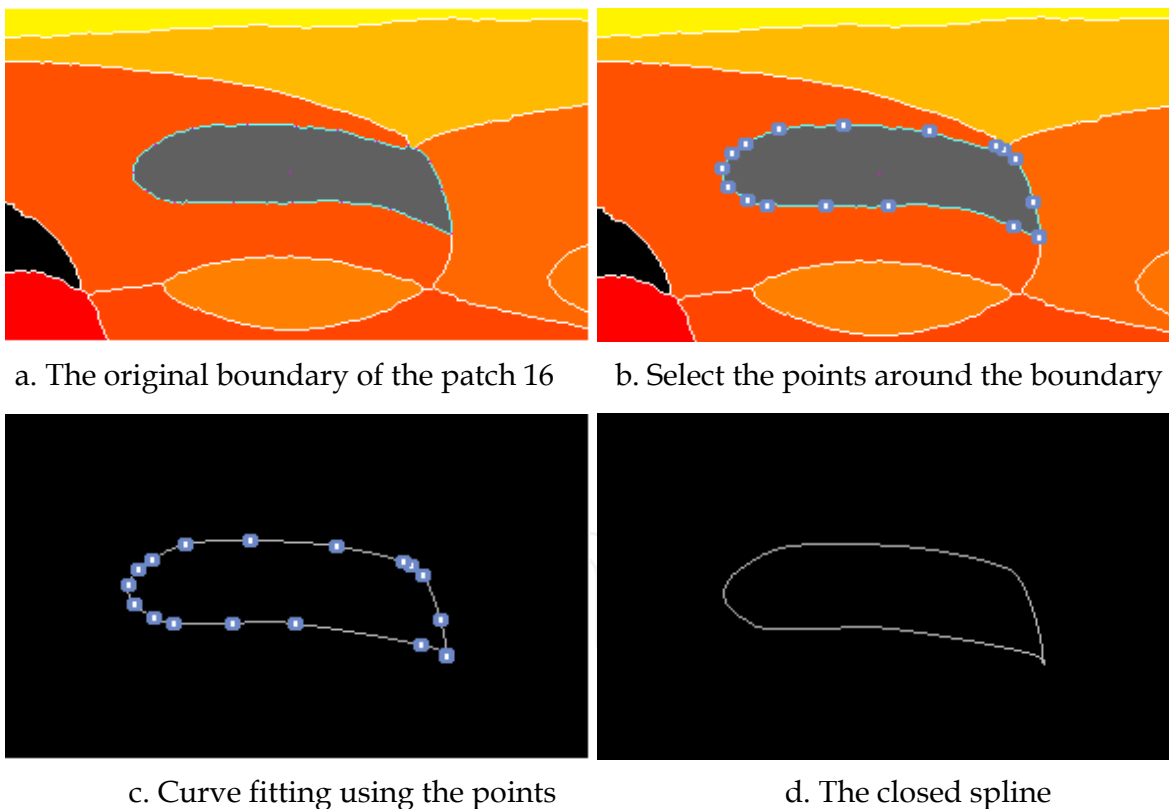 a. The original boundary of the patch 16
b. Select the points around the boundary
c. Curve fitting using the points
d. The closed spline